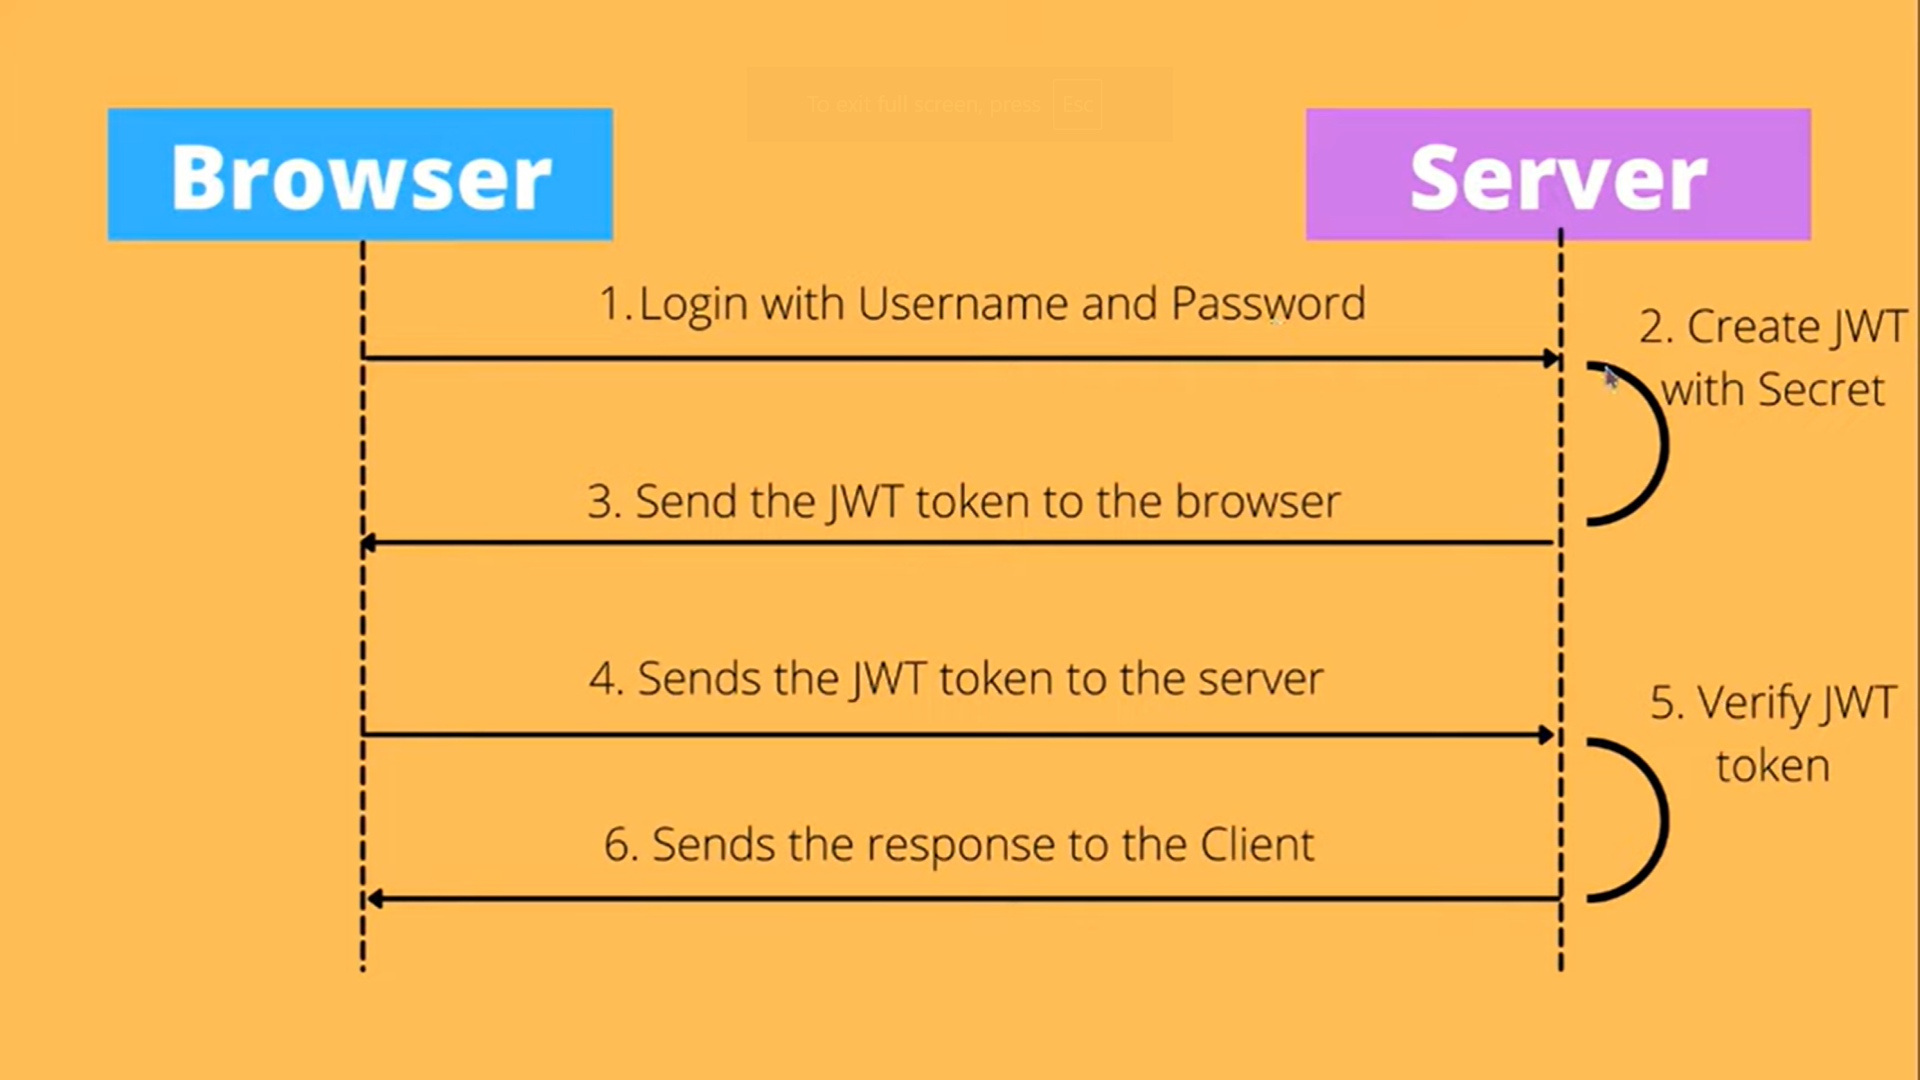 To exit full screen, press Esc
Browser
Server
1.Login with Username and Password
2. Create JWT
with Secret
3. Send the JWT token to the browser
4. Sends the JWT token to the server
5. Verify JWT
token
6. Sends the response to the Client